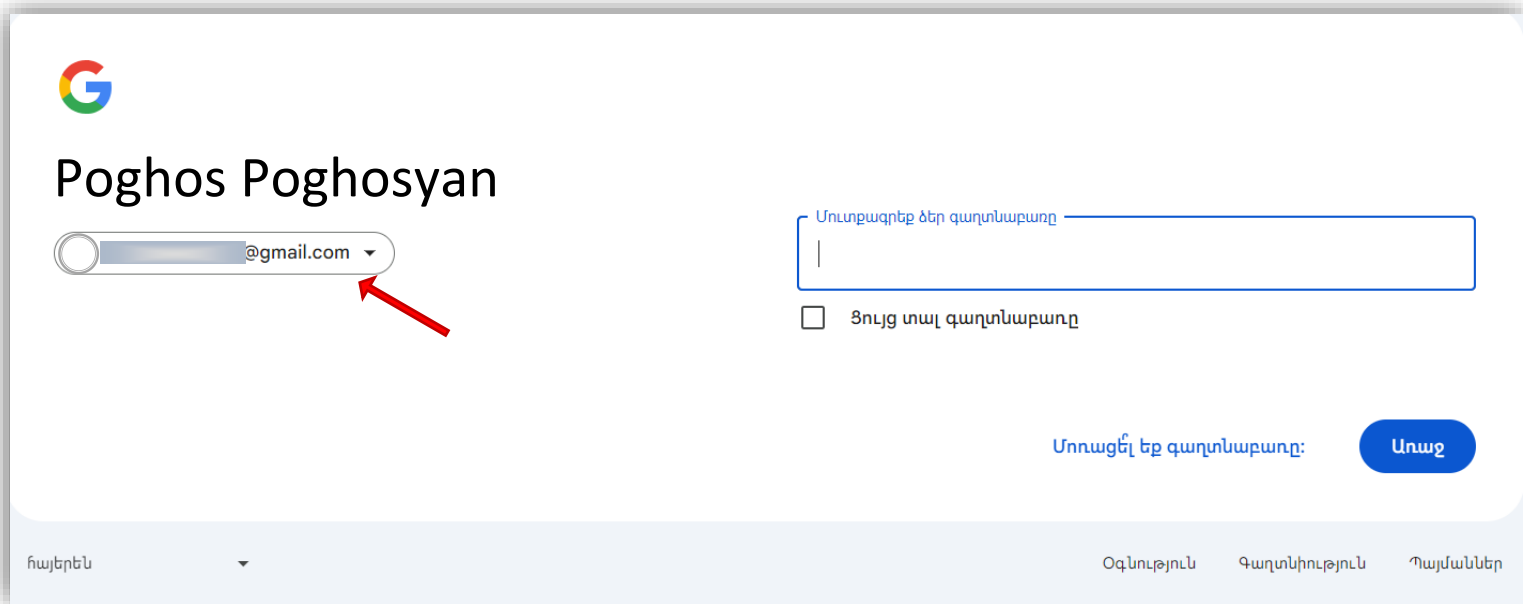 Poghos Poghosyan
@gmail.com
Մուտքագրեք ձեր գաղտնաբառը
Ցույց տալ գաղտնաբառը
Մոռացե՞լ եք գաղտնաբառը։
Առաջ
հայերեն
Օգնություն
Գաղտնիություն
Պայմաններ